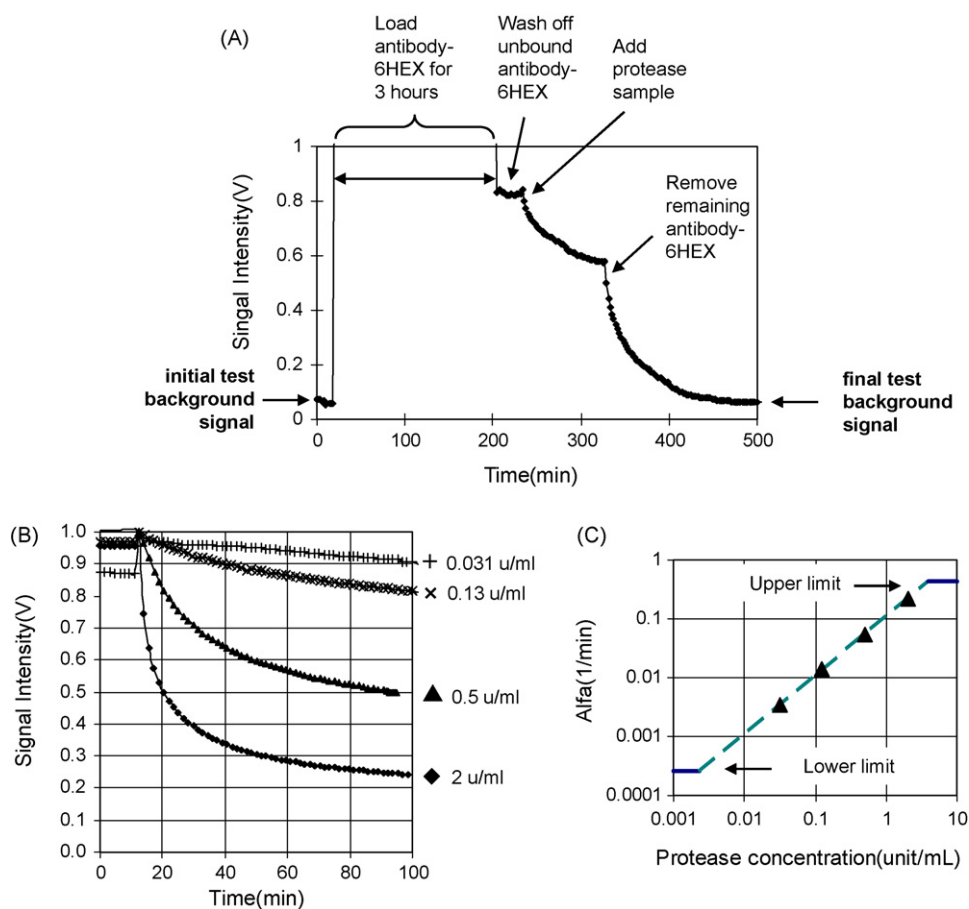 (A)
Load
antibody-
6HEX for
3 hours
Wash off
unbound
antibody-
6HEX
Add
protease
sample
Remove
remaining
antibody-
6HEX
Singal Intensity(V)
1
0.8
0.6
0.4
0.2
0
initial test
background
signal
final test
background
signal
0 100 200 300 400 500
Time(min)
(B)
Signal Intensity(V)
1.0
0.9
0.8
0.7
0.6
0.5
0.4
0.3
0.2
0.1
0.0
0.031 u/ml
0.13 u/ml
0.5 u/ml
2 u/ml
0 20 40 60 80 100
Time(min)
(C)
Alfa(1/min)
1
0.1
0.01
0.001
0.0001
Upper limit
Lower limit
0.001 0.01 0.1 1 10
Protease concentration(unit/mL)